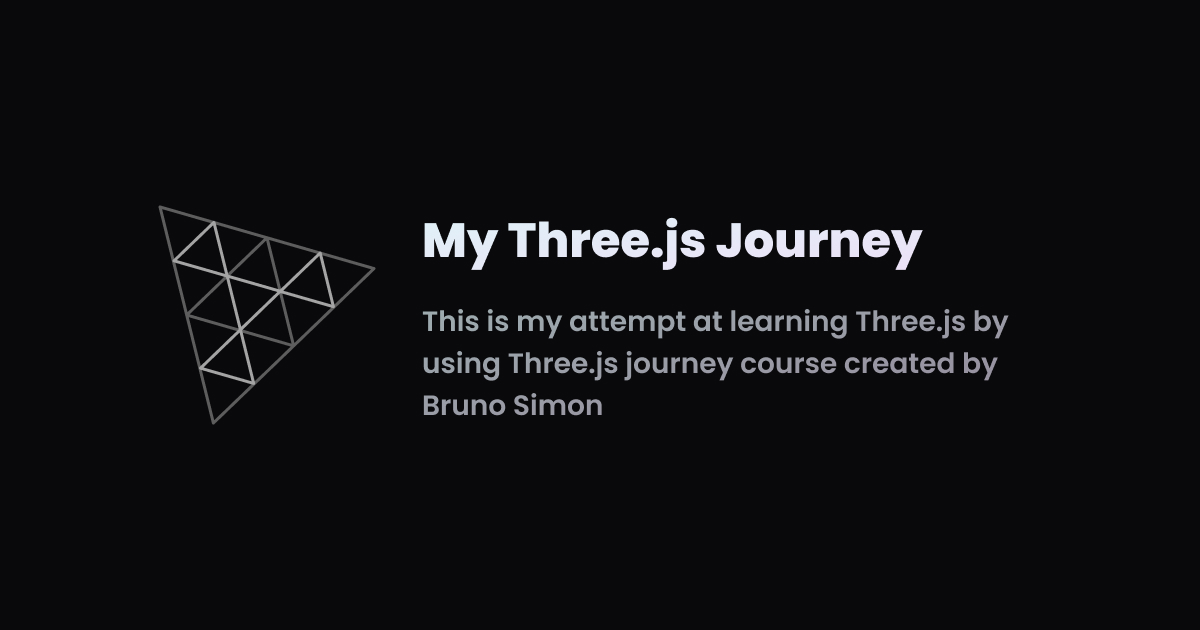 My Three.js Journey
This is my attempt at learning Three.js by
using Three.js journey course created by
Bruno Simon